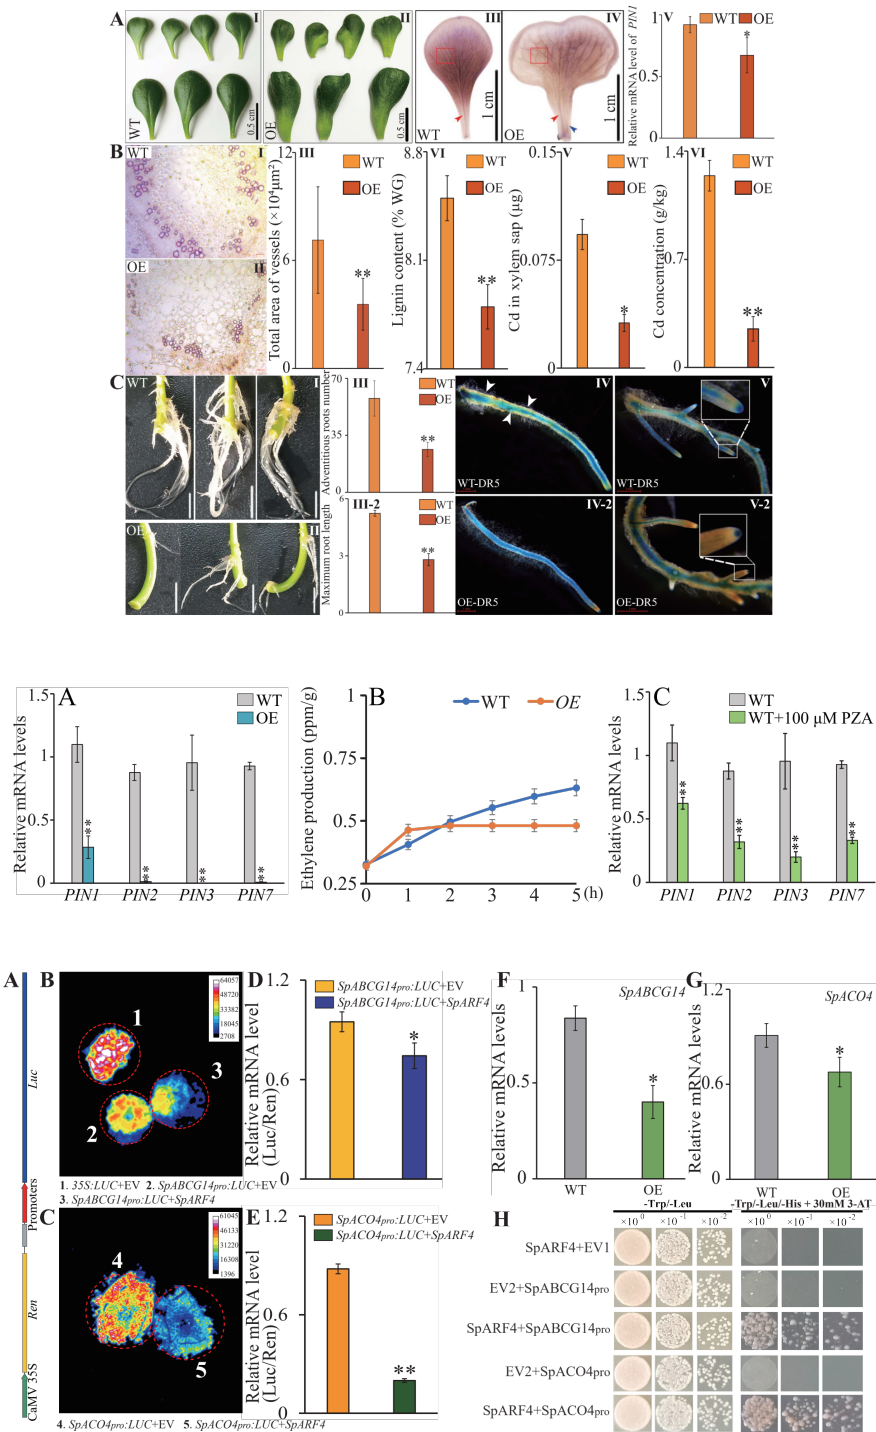 A
I
WT
0.5 cm
II
OE
0.5 cm
III
WT
1 cm
IV
OE
1 cm
V
WT OE
Relative mRNA level of PIN1
1
0.5
0
*
B
WT
I
OE
II
III
WT
OE
Total area of vessels (×10⁴μm²)
12
6
0
**
VI
WT
OE
Lignin content (% WG)
8.8
8.1
7.4
**
V
WT
OE
Cd in xylem sap (μg)
0.15
0.075
0
*
VI
WT
OE
Cd concentration (g/kg)
1.4
0.7
0
**
C
WT
I
OE
II
III
WT
OE
Adventitious roots number
70
35
0
**
III-2
WT
OE
Maximum root length
6
3
0
**
IV
WT-DR5
V
WT-DR5
IV-2
OE-DR5
V-2
OE-DR5
A
WT
OE
Relative mRNA levels
1.5
1
0.5
0
** ** ** **
PIN1 PIN2 PIN3 PIN7
B
WT OE
Ethylene production (ppm/g)
1
0.75
0.5
0.25
0 1 2 3 4 5 (h)
C
WT
WT+100 μM PZA
Relative mRNA levels
1.5
1
0.5
0
** ** ** **
PIN1 PIN2 PIN3 PIN7
A
Luc
Promoters
Ren
CaMV 35S
B
1
2
3
64057
48720
33382
18045
2708
1. 35S:LUC+EV 2. SpABCG14pro:LUC+EV
3. SpABCG14pro:LUC+SpARF4
C
4
5
61045
46133
31220
16308
1396
4. SpACO4pro:LUC+EV 5. SpACO4pro:LUC+SpARF4
D
SpABCG14pro:LUC+EV
SpABCG14pro:LUC+SpARF4
Relative mRNA level
(Luc/Ren)
1.2
0.6
0
*
E
SpACO4pro:LUC+EV
SpACO4pro:LUC+SpARF4
Relative mRNA level
(Luc/Ren)
1.2
0.6
0
**
F
SpABCG14
Relative mRNA levels
1
0.5
0
*
WT OE
G
SpACO4
Relative mRNA levels
1.2
0.6
0
*
WT OE
H
-Trp/-Leu
-Trp/-Leu/-His + 30mM 3-AT
×10⁰ ×10⁻¹ ×10⁻² ×10⁰ ×10⁻¹ ×10⁻²
SpARF4+EV1
EV2+SpABCG14pro
SpARF4+SpABCG14pro
EV2+SpACO4pro
SpARF4+SpACO4pro